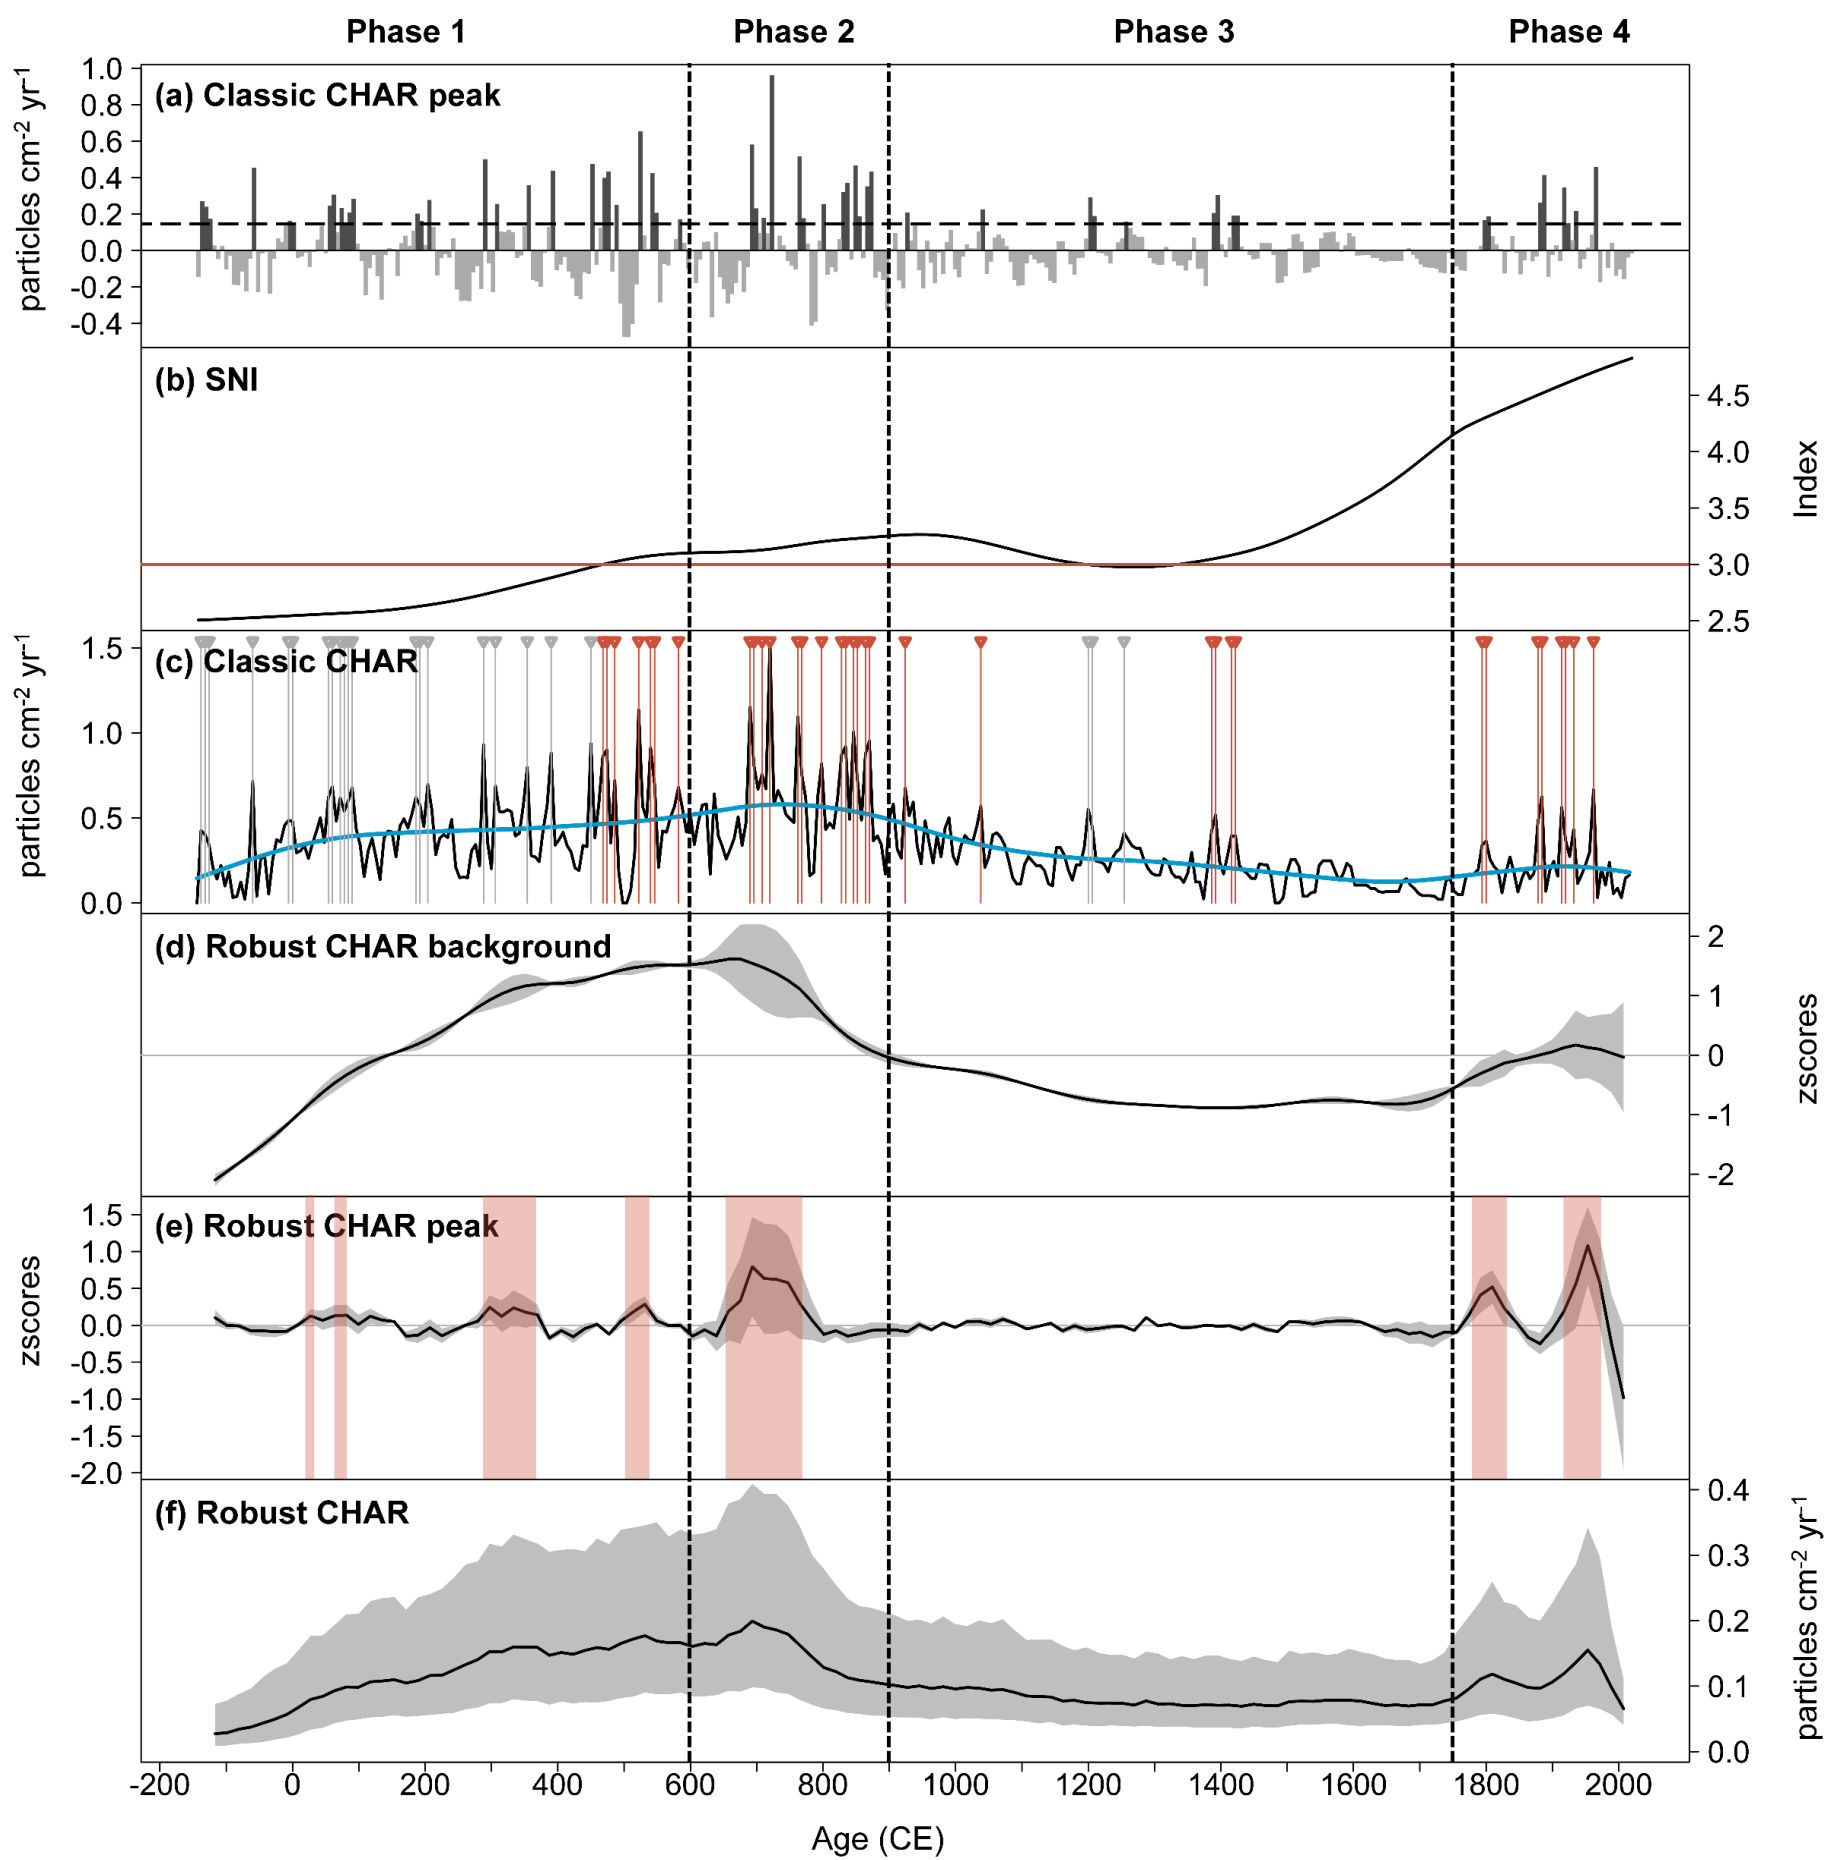 Phase 1 Phase 2 Phase 3 Phase 4
(a) Classic CHAR peak
particles cm-2 yr-1
1.0
0.8
0.6
0.4
0.2
0.0
-0.2
-0.4
(b) SNI
Index
4.5
4.0
3.5
3.0
2.5
(c) Classic CHAR
particles cm-2 yr-1
1.5
1.0
0.5
0.0
(d) Robust CHAR background
zscores
2
1
0
-1
-2
(e) Robust CHAR peak
zscores
1.5
1.0
0.5
0.0
-0.5
-1.0
-1.5
-2.0
(f) Robust CHAR
particles cm-2 yr-1
0.4
0.3
0.2
0.1
0.0
-200 0 200 400 600 800 1000 1200 1400 1600 1800 2000
Age (CE)